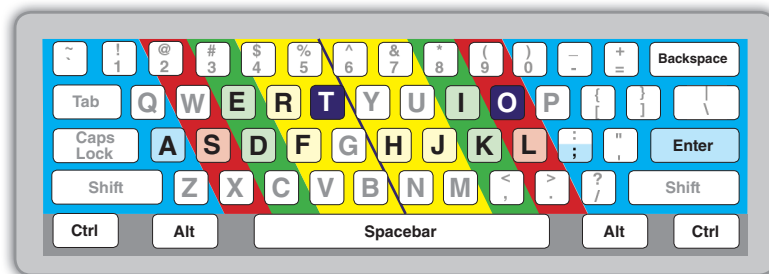 ~ ! @ # $ % ^ & * ( ) _ + Backspace
` 1 2 3 4 5 6 7 8 9 0 - =
Tab Q W E R T Y U I O P { } |
[ ] \
Caps Lock A S D F G H J K L : " Enter
; '
Shift Z X C V B N M < > ? Shift
, . /
Ctrl Alt Spacebar Alt Ctrl